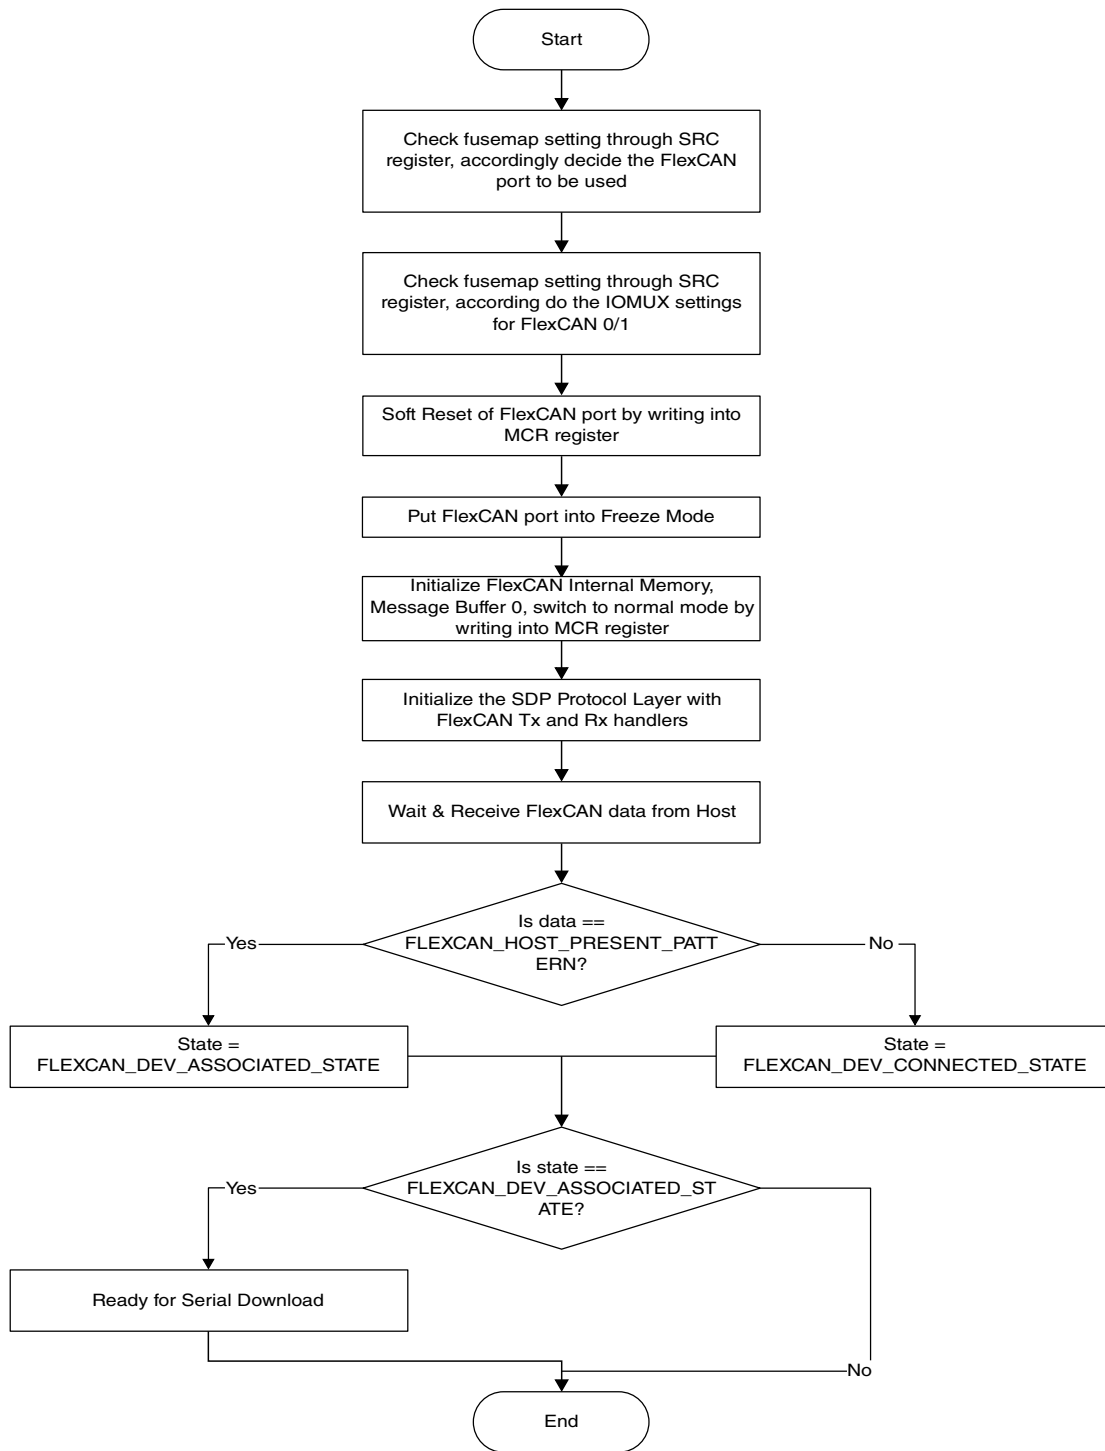 Start
Check fusemap setting through SRC
register, accordingly decide the FlexCAN
port to be used
Check fusemap setting through SRC
register, according do the IOMUX settings
for FlexCAN 0/1
Soft Reset of FlexCAN port by writing into
MCR register
Put FlexCAN port into Freeze Mode
Initialize FlexCAN Internal Memory,
Message Buffer 0, switch to normal mode by
writing into MCR register
Initialize the SDP Protocol Layer with
FlexCAN Tx and Rx handlers
Wait & Receive FlexCAN data from Host
Is data ==
FLEXCAN_HOST_PRESENT_PATT
ERN?
Yes
No
State =
FLEXCAN_DEV_ASSOCIATED_STATE
State =
FLEXCAN_DEV_CONNECTED_STATE
Is state ==
FLEXCAN_DEV_ASSOCIATED_ST
ATE?
Yes
Ready for Serial Download
No
End